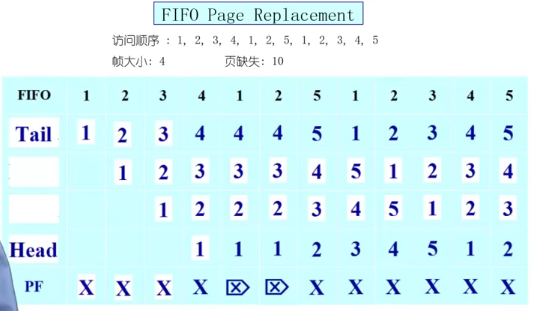 FIFO Page Replacement
访问顺序 : 1, 2, 3, 4, 1, 2, 5, 1, 2, 3, 4, 5
帧大小: 4 页缺失: 10
FIFO 1 2 3 4 1 2 5 1 2 3 4 5
Tail 1 2 3 4 4 4 5 1 2 3 4 5
1 2 3 3 3 4 5 1 2 3 4
1 2 2 2 3 4 5 1 2 3
Head 1 1 1 2 3 4 5 1 2
PF X X X X X X X X X X X X